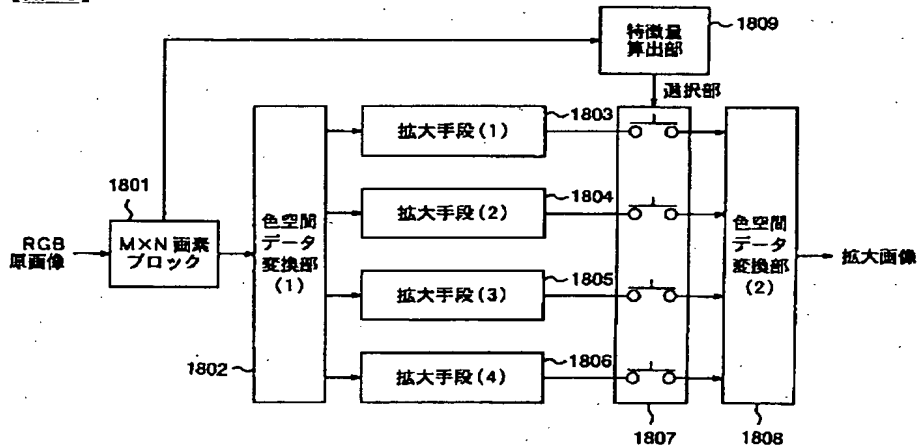 1809
特徴量
算出部
選択部
1803
拡大手段(1)
1801
1804
拡大手段(2)
RGB
原画像
M×N 画素
ブロック
色空間
データ
変換部
(1)
色空間
データ
変換部
(2)
拡大画像
1805
拡大手段(3)
1806
拡大手段(4)
1802
1807
1808